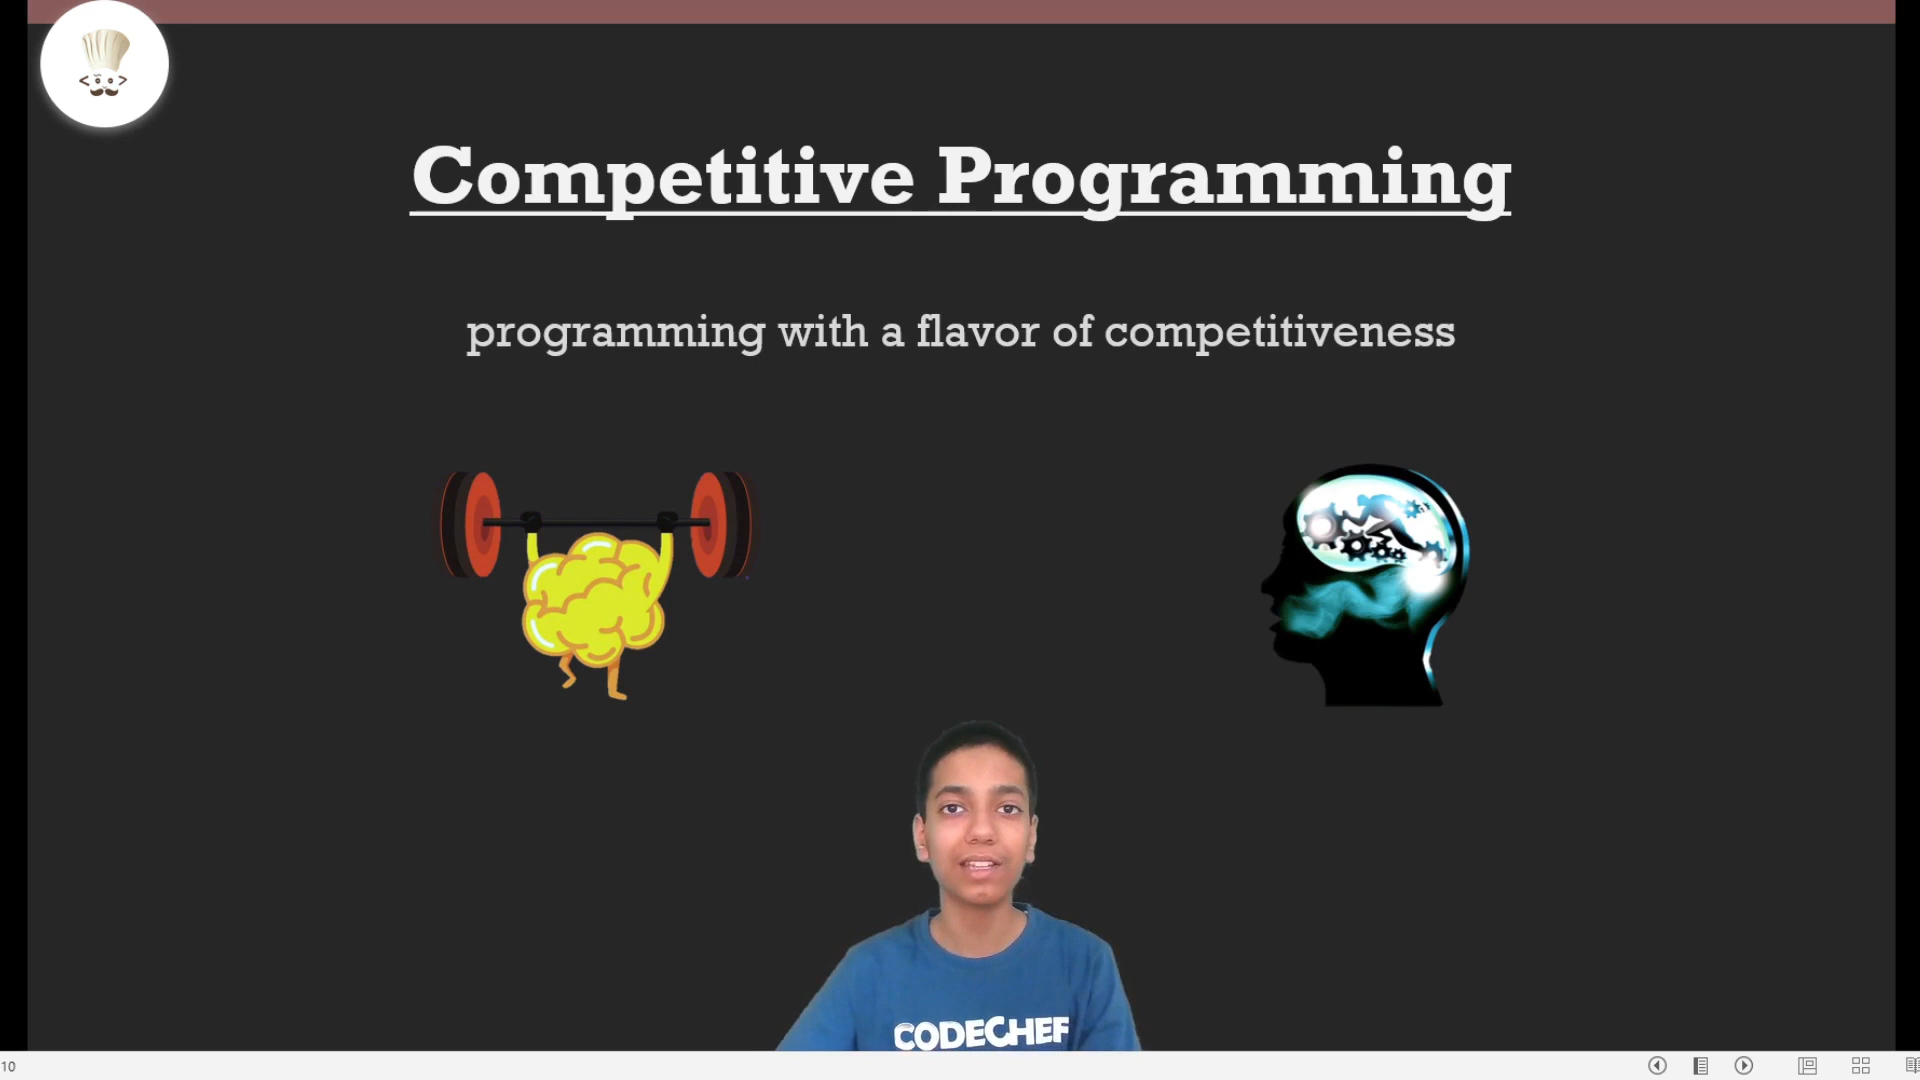 Competitive Programming
programming with a flavor of competitiveness
CODECHEF
10